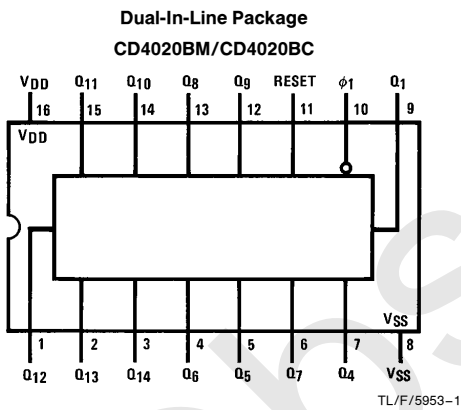 Dual-In-Line Package
CD4020BM/CD4020BC
VDD Q11 Q10 Q8 Q9 RESET ϕ1 Q1
16 15 14 13 12 11 10 9
VDD
VSS
1 2 3 4 5 6 7 8
Q12 Q13 Q14 Q6 Q5 Q7 Q4 VSS
TL/F/5953–1